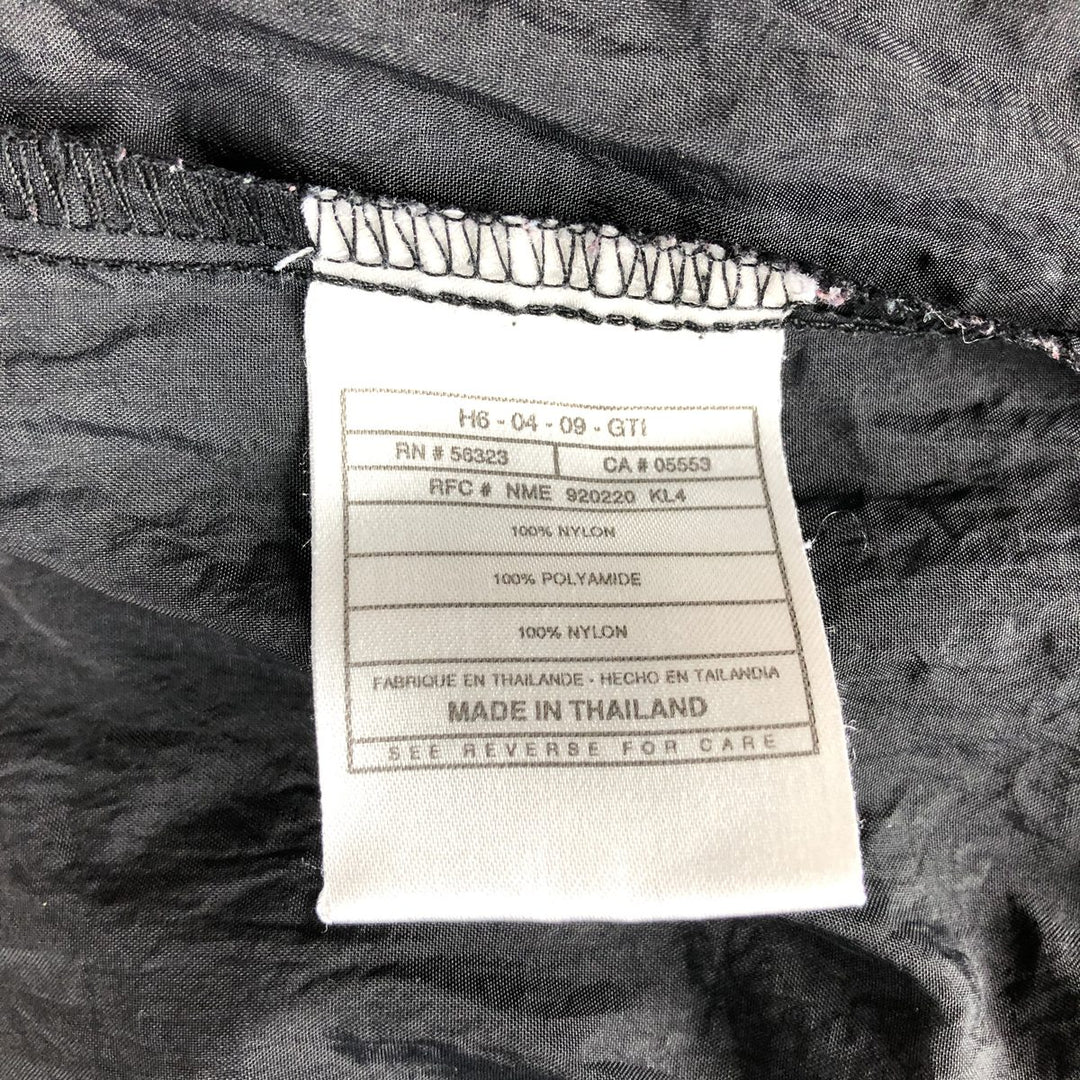 H6 - 04 - 09 - GTI
RN # 56323
CA # 05553
RFC # NME 920220 KL4
100% NYLON
100% POLYAMIDE
100% NYLON
FABRIQUE EN THAILANDE - HECHO EN TAILANDIA
MADE IN THAILAND
SEE REVERSE FOR CARE